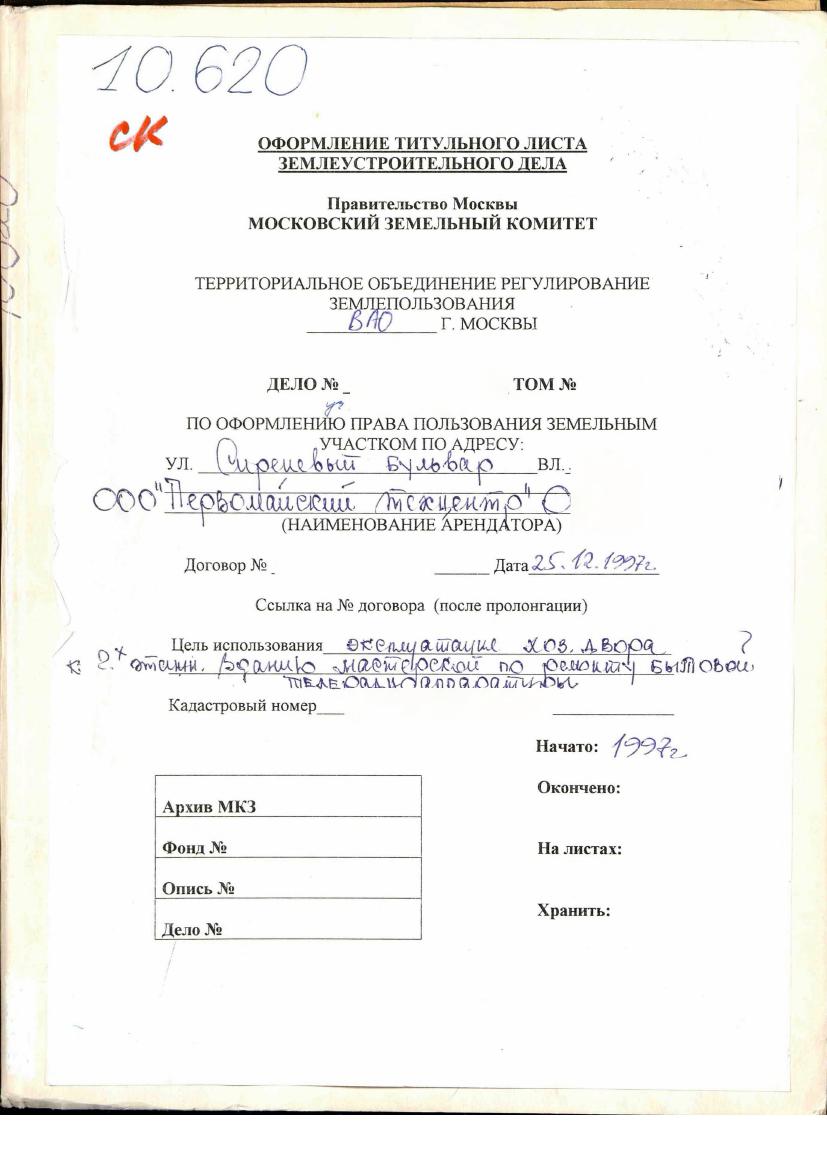 10.620
СК
ОФОРМЛЕНИЕ ТИТУЛЬНОГО ЛИСТА
ЗЕМЛЕУСТРОИТЕЛЬНОГО ДЕЛА
Правительство Москвы
МОСКОВСКИЙ ЗЕМЕЛЬНЫЙ КОМИТЕТ
ТЕРРИТОРИАЛЬНОЕ ОБЪЕДИНЕНИЕ РЕГУЛИРОВАНИЕ
ЗЕМЛЕПОЛЬЗОВАНИЯ
ВАО Г. МОСКВЫ
ДЕЛО № ТОМ №
ПО ОФОРМЛЕНИЮ ПРАВА ПОЛЬЗОВАНИЯ ЗЕМЕЛЬНЫМ
УЧАСТКОМ ПО АДРЕСУ:
УЛ. Сиреневый Бульвар ВЛ.
ООО "Первомайский техцентр"
(НАИМЕНОВАНИЕ АРЕНДАТОРА)
Договор № Дата 25.12.1997г.
Ссылка на № договора (после пролонгации)
Цель использования эксплуатация хоз. двора ?
к 2-х этажн. зданию мастерской по ремонту бытовой
телерадиоаппаратуры
Кадастровый номер
Начато: 1997г
Окончено:
Архив МКЗ
Фонд № На листах:
Опись №
Хранить:
Дело №